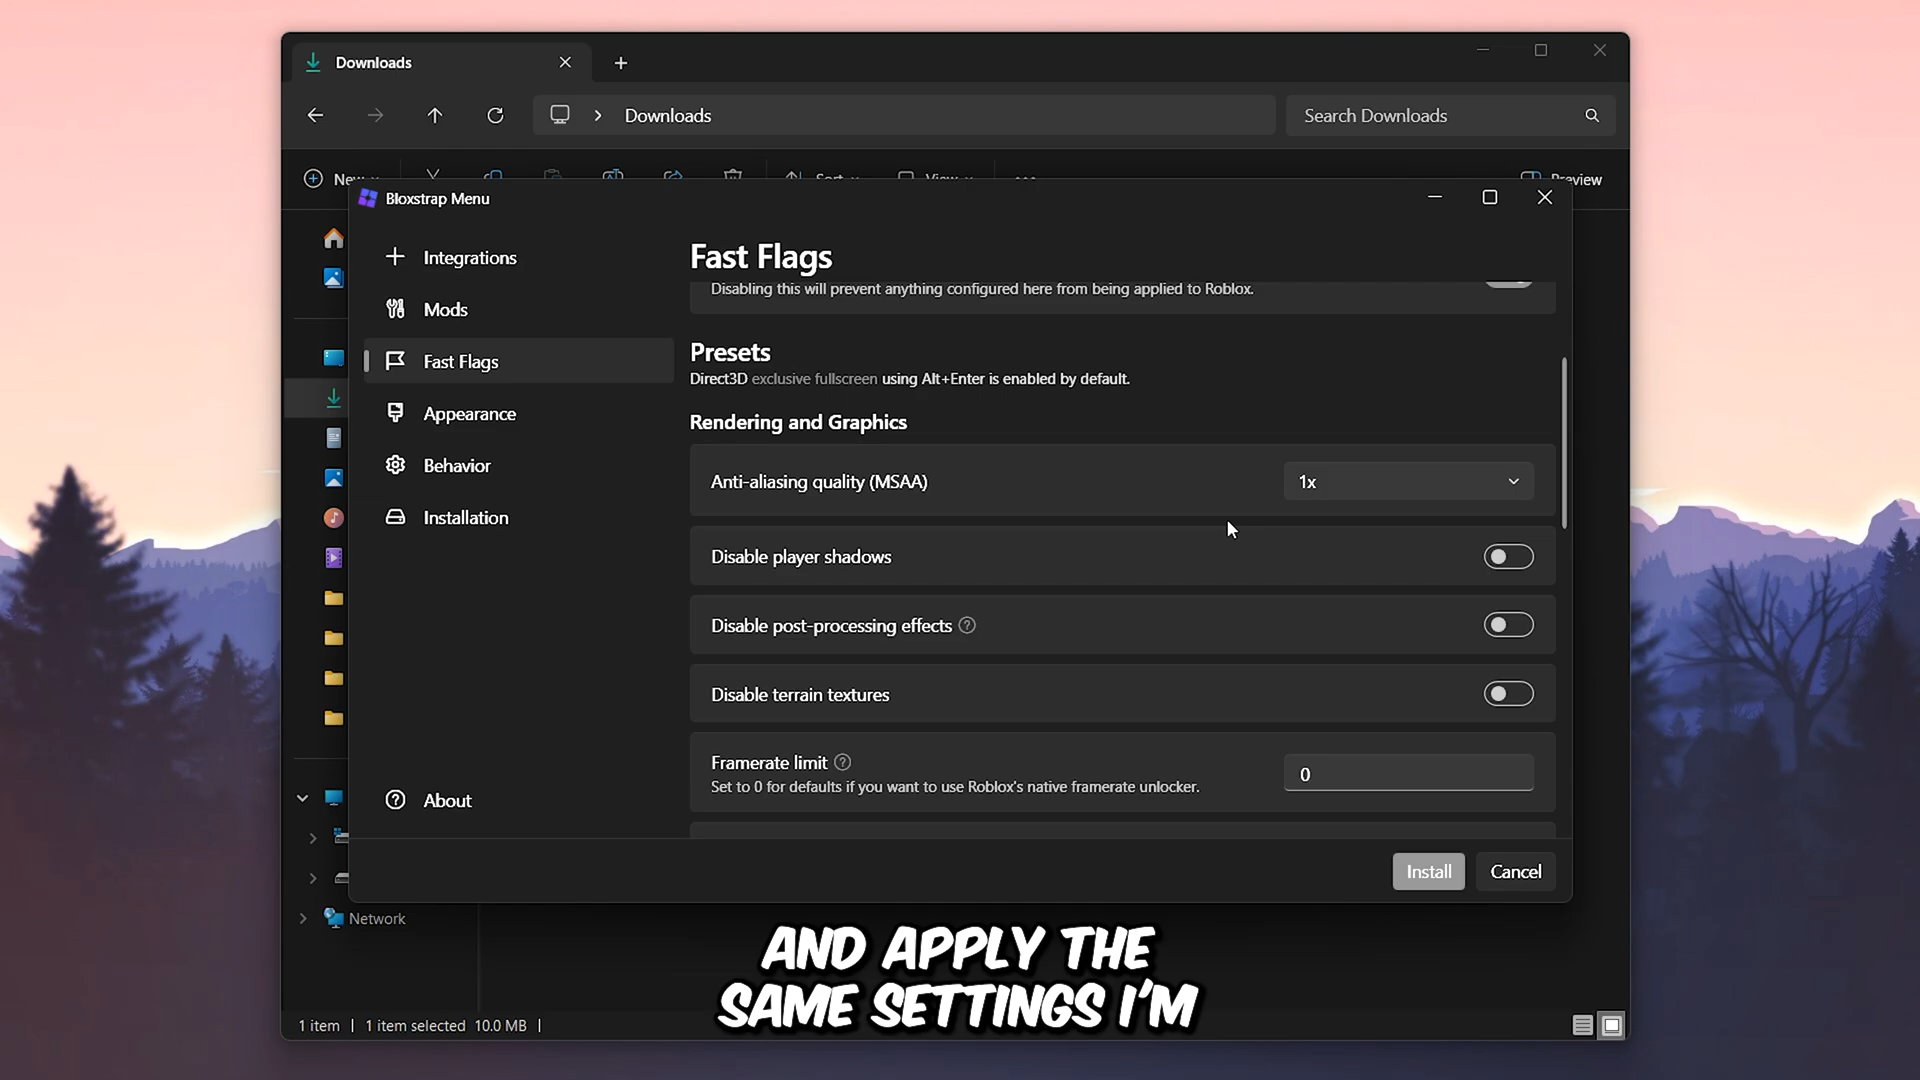 Downloads
Downloads
Search Downloads
New
Sort
View
Preview
Bloxstrap Menu
Integrations
Mods
Fast Flags
Appearance
Behavior
Installation
About
Fast Flags
Disabling this will prevent anything configured here from being applied to Roblox.
Presets
Direct3D exclusive fullscreen using Alt+Enter is enabled by default.
Rendering and Graphics
Anti-aliasing quality (MSAA)
1x
Disable player shadows
Disable post-processing effects
Disable terrain textures
Framerate limit
Set to 0 for defaults if you want to use Roblox's native framerate unlocker.
0
Install
Cancel
Network
AND APPLY THE
SAME SETTINGS I'M
1 item | 1 item selected 10.0 MB |